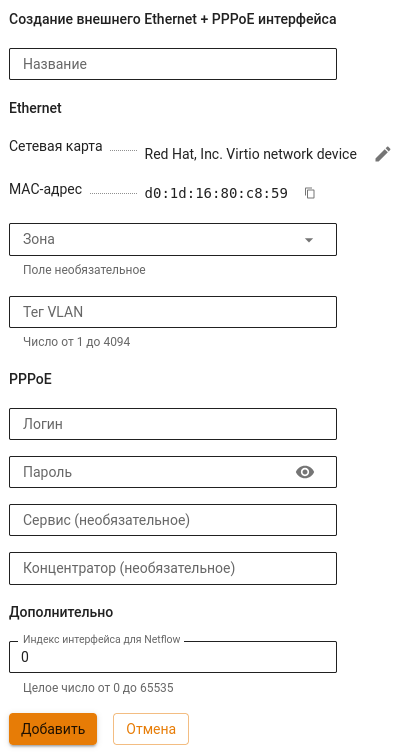 Создание внешнего Ethernet + PPPoE интерфейса
Название
Ethernet
Сетевая карта Red Hat, Inc. Virtio network device
MAC-адрес d0:1d:16:80:c8:59
Зона
Поле необязательное
Тег VLAN
Число от 1 до 4094
PPPoE
Логин
Пароль
Сервис (необязательное)
Концентратор (необязательное)
Дополнительно
Индекс интерфейса для Netflow
0
Целое число от 0 до 65535
Добавить Отмена